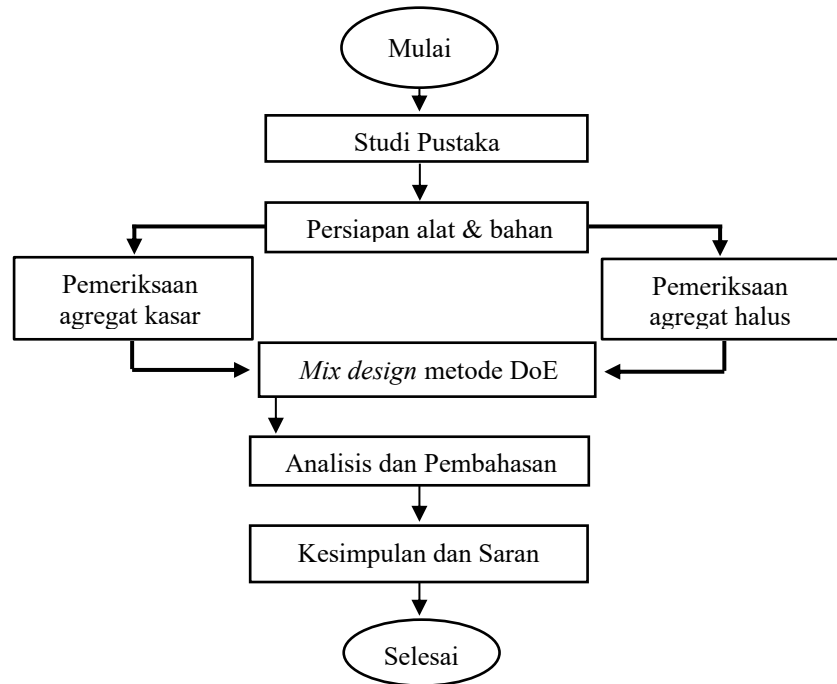 Mulai
Studi Pustaka
Persiapan alat & bahan
Pemeriksaan
agregat kasar
Pemeriksaan
agregat halus
Mix design metode DoE
Analisis dan Pembahasan
Kesimpulan dan Saran
Selesai